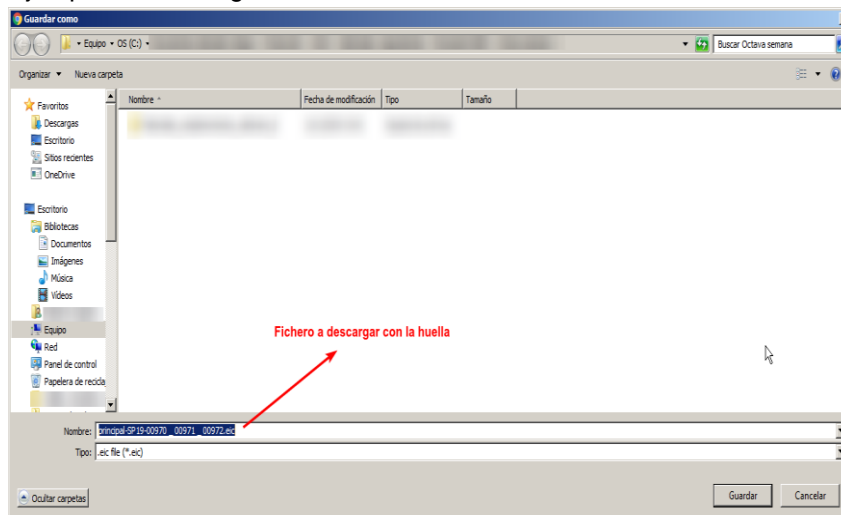 Guardar como
Equipo OS (C:)
Buscar Octava semana
Organizar Nueva carpeta
Nombre Fecha de modificación Tipo Tamaño
Favoritos
Descargas
Escritorio
Sitios recientes
OneDrive
Escritorio
Bibliotecas
Documentos
Imágenes
Música
Vídeos
Equipo
Red
Panel de control
Papelera de recicla
Fichero a descargar con la huella
Nombre: principal-SP19-00970 _00971 _00972.eic
Tipo: .eic file (*.eic)
Ocultar carpetas
Guardar Cancelar